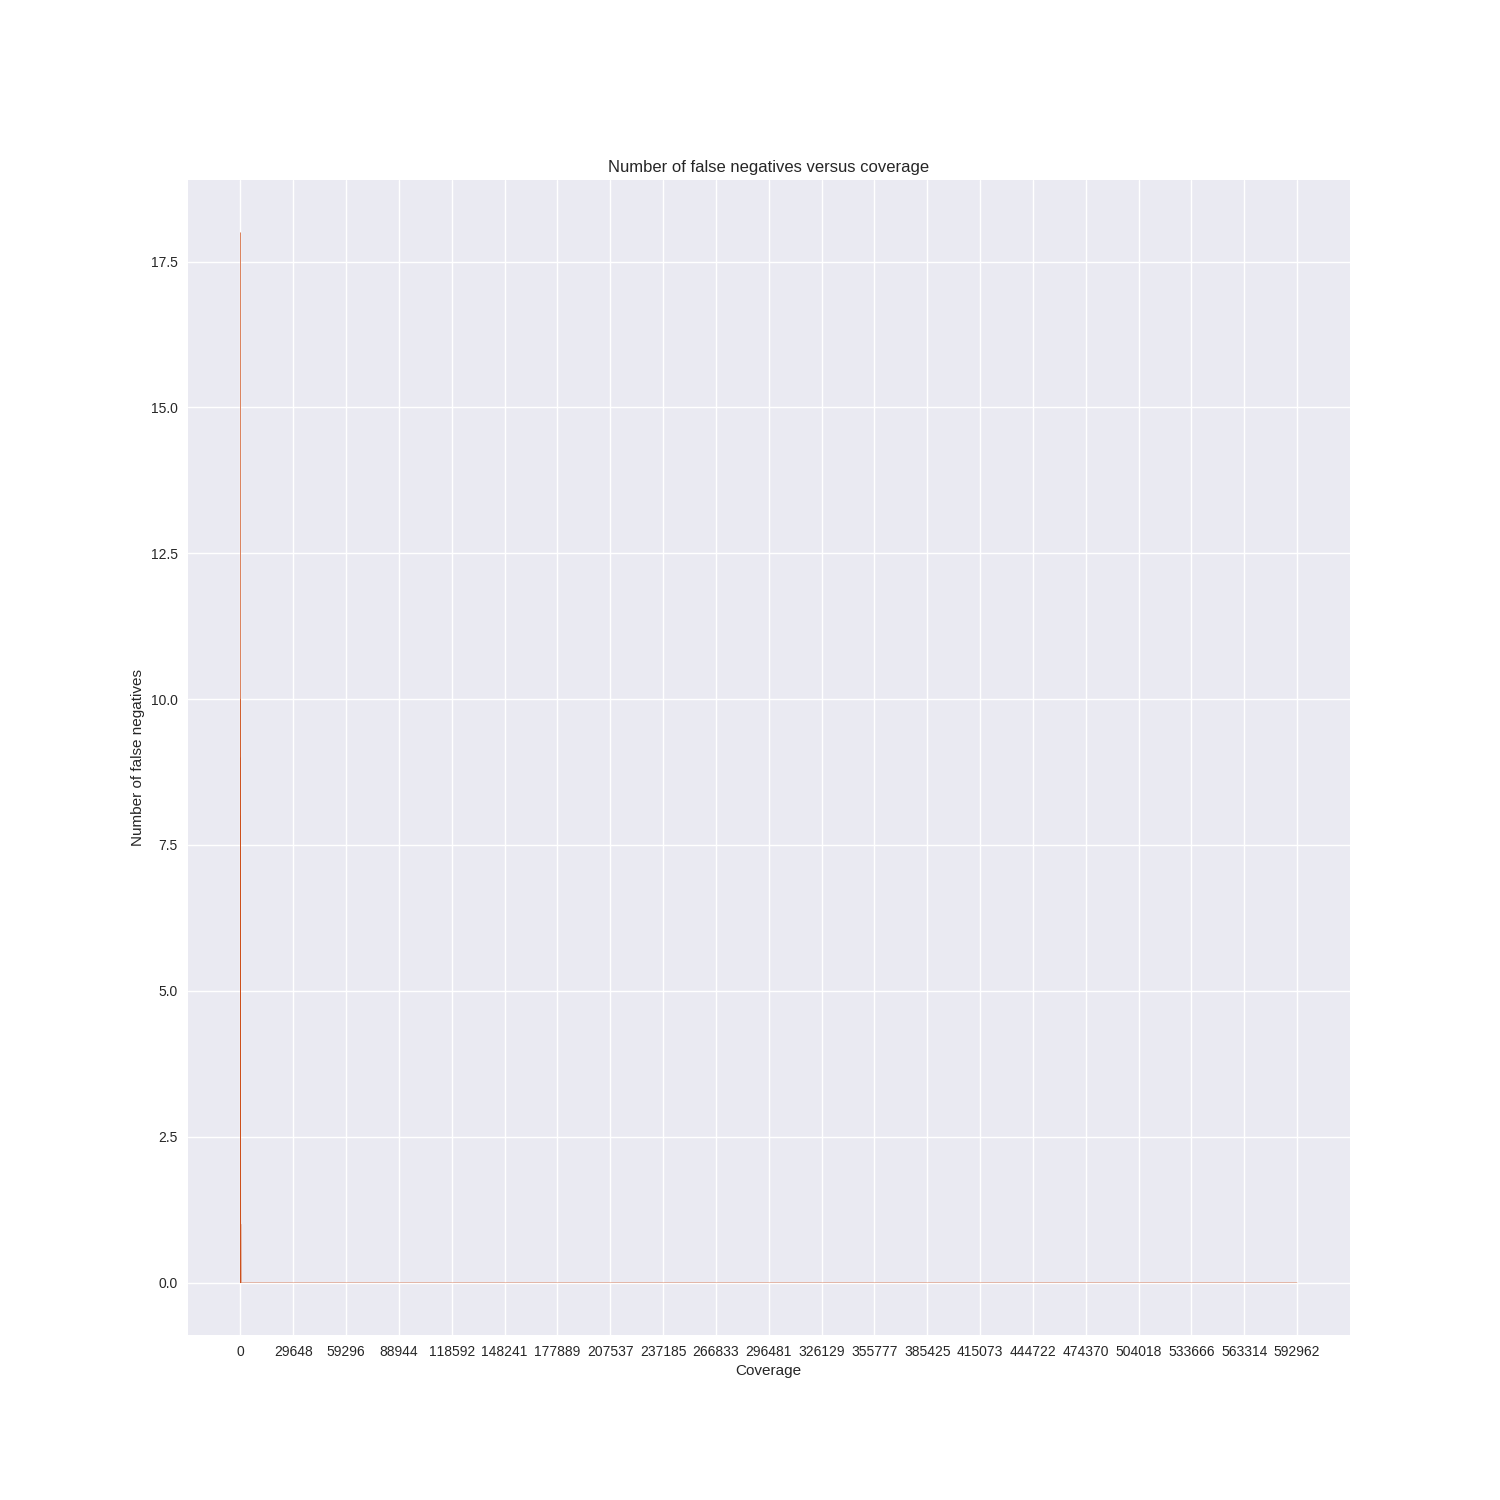 Number of false negatives versus coverage
17.5
15.0
12.5
10.0
7.5
5.0
2.5
0.0
Number of false negatives
0 29648 59296 88944 118592 148241 177889 207537 237185 266833 296481 326129 355777 385425 415073 444722 474370 504018 533666 563314 592962
Coverage